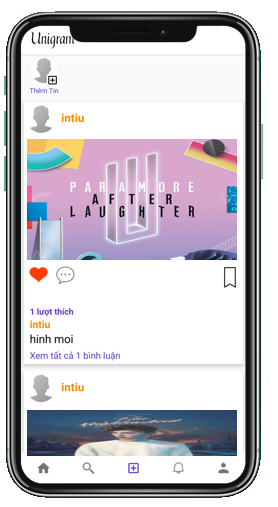 Unigram
Thêm Tin
intiu
PARAMORE
AFTER
LAUGHTER
1 lượt thích
intiu
hinh moi
Xem tất cả 1 bình luận
intiu